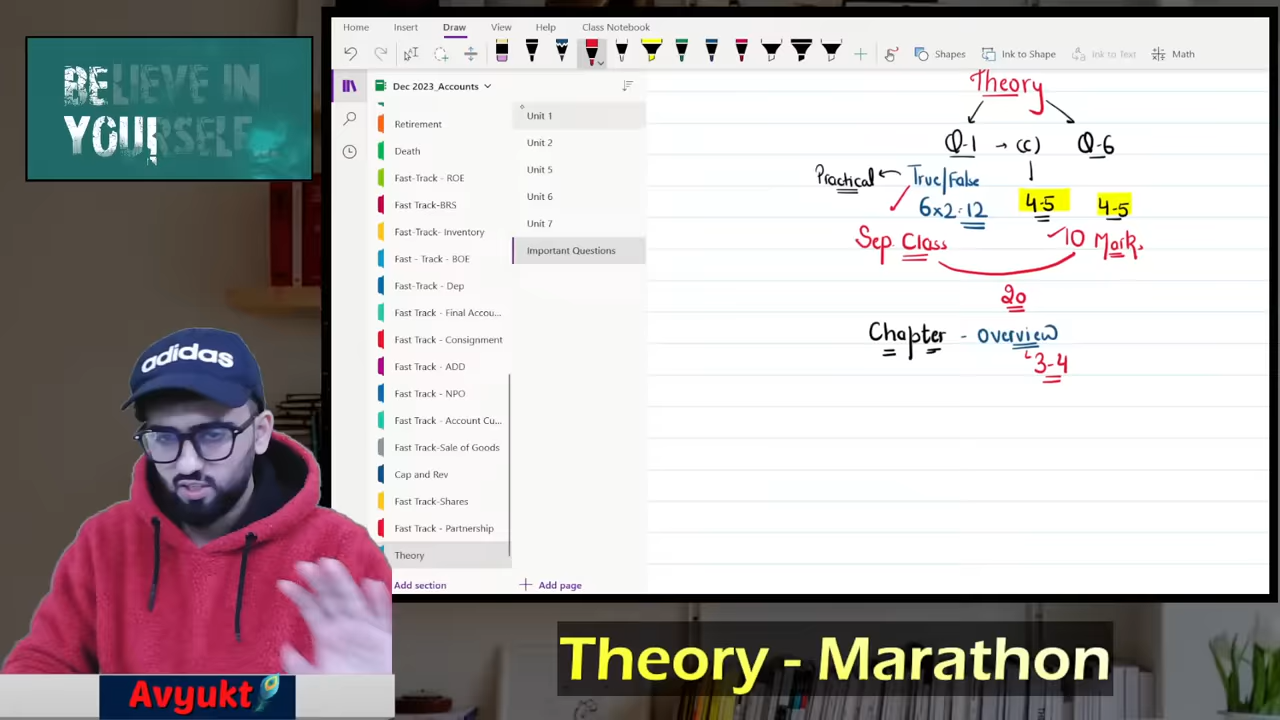 BELIEVE IN
YOURSELF
Home Insert Draw View Help Class Notebook
Shapes Ink to Shape Ink to Text Math
Dec 2023_Accounts
Retirement
Death
Fast-Track - ROE
Fast Track-BRS
Fast-Track- Inventory
Fast - Track - BOE
Fast-Track - Dep
Fast Track - Final Accou...
Fast Track - Consignment
Fast Track - ADD
Fast Track - NPO
Fast Track - Account Cu...
Fast Track-Sale of Goods
Cap and Rev
Fast Track-Shares
Fast Track - Partnership
Theory
Add section
Unit 1
Unit 2
Unit 5
Unit 6
Unit 7
Important Questions
Add page
Theory
Q-1 → (C) Q-6
Practical ← True/False
6x2=12 4-5 4-5
Sep. Class 10 Mark.
20
Chapter - Overview
3-4
adidas
Avyukt
Theory - Marathon